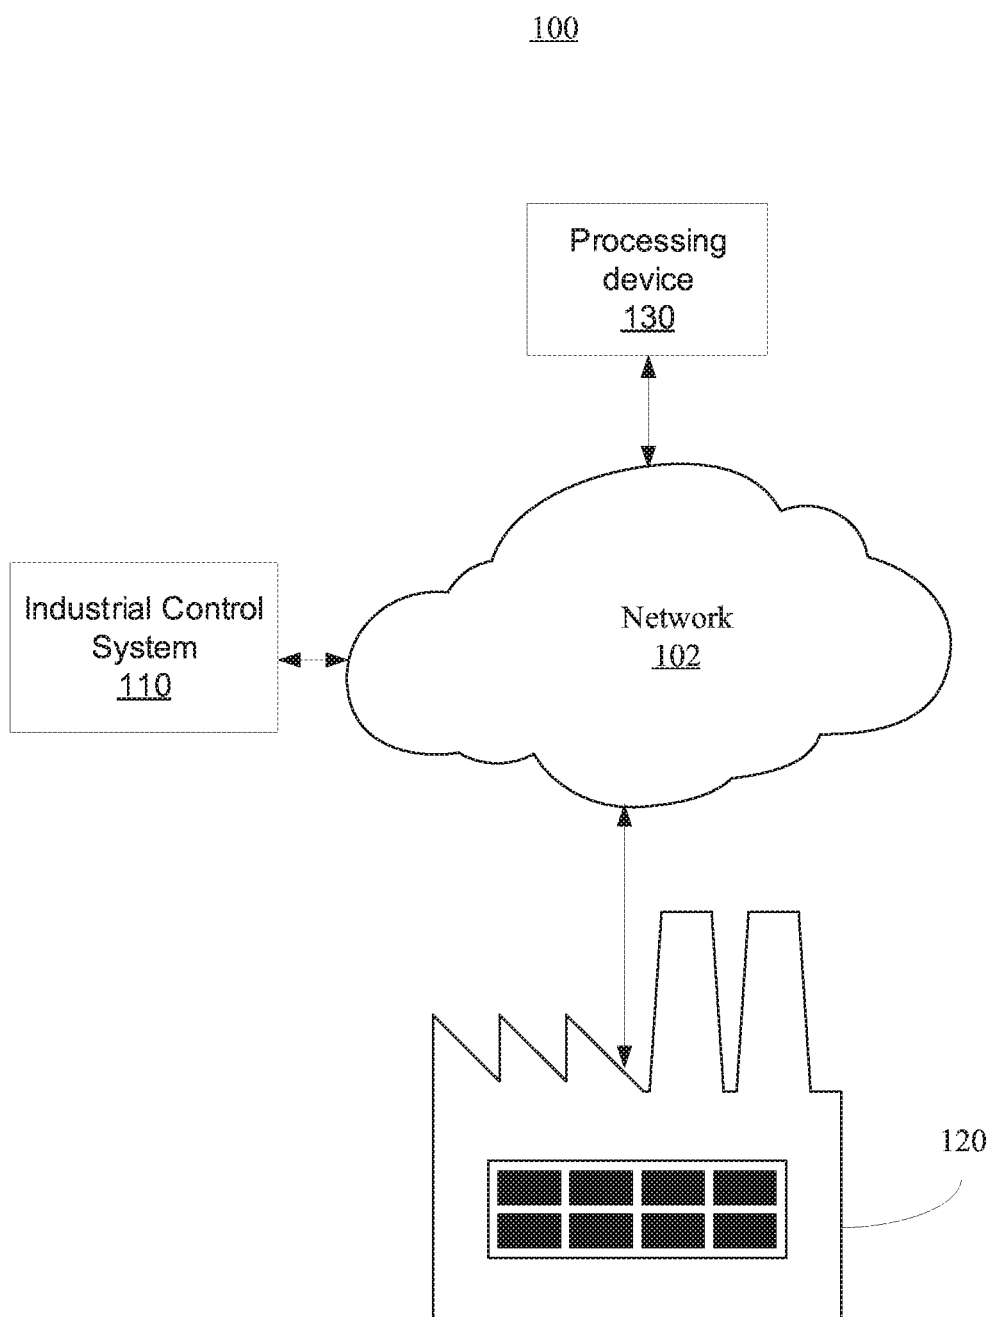 100
Processing
device
130
Industrial Control
System
110
Network
102
120